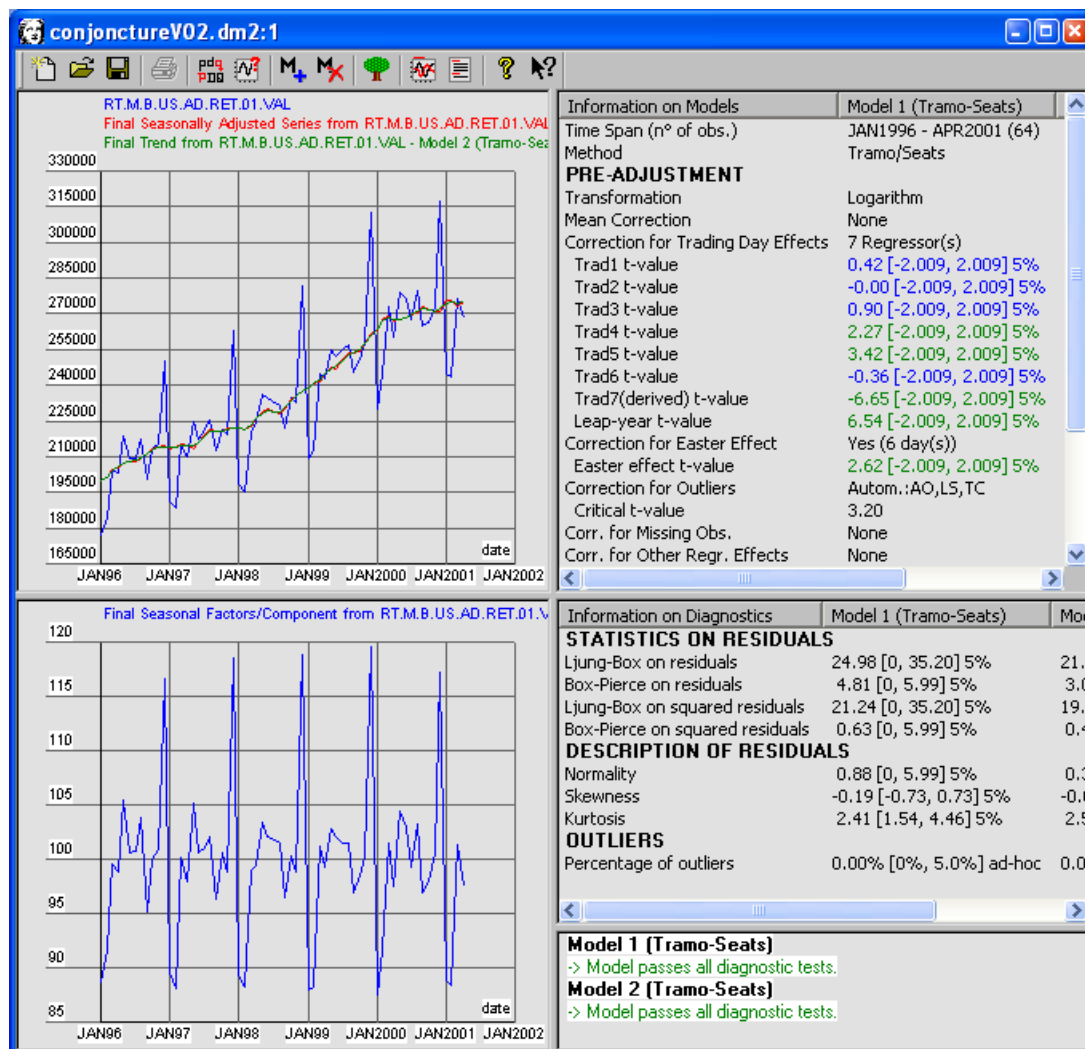 conjonctureV02.dm2:1
pdq
PDQ
M+
M
?
?
RT.M.B.US.AD.RET.01.VAL
Final Seasonally Adjusted Series from RT.M.B.US.AD.RET.01.VAL
Final Trend from RT.M.B.US.AD.RET.01.VAL - Model 2 (Tramo-Sea
330000
315000
300000
285000
270000
255000
240000
225000
210000
195000
180000
165000
date
JAN96 JAN97 JAN98 JAN99 JAN2000 JAN2001 JAN2002
Information on Models Model 1 (Tramo-Seats)
Time Span (n° of obs.) JAN1996 - APR2001 (64)
Method Tramo/Seats
PRE-ADJUSTMENT
Transformation Logarithm
Mean Correction None
Correction for Trading Day Effects 7 Regressor(s)
Trad1 t-value 0.42 [-2.009, 2.009] 5%
Trad2 t-value -0.00 [-2.009, 2.009] 5%
Trad3 t-value 0.90 [-2.009, 2.009] 5%
Trad4 t-value 2.27 [-2.009, 2.009] 5%
Trad5 t-value 3.42 [-2.009, 2.009] 5%
Trad6 t-value -0.36 [-2.009, 2.009] 5%
Trad7(derived) t-value -6.65 [-2.009, 2.009] 5%
Leap-year t-value 6.54 [-2.009, 2.009] 5%
Correction for Easter Effect Yes (6 day(s))
Easter effect t-value 2.62 [-2.009, 2.009] 5%
Correction for Outliers Autom.:AO,LS,TC
Critical t-value 3.20
Corr. for Missing Obs. None
Corr. for Other Regr. Effects None
Final Seasonal Factors/Component from RT.M.B.US.AD.RET.01.V
120
115
110
105
100
95
90
85
date
JAN96 JAN97 JAN98 JAN99 JAN2000 JAN2001 JAN2002
Information on Diagnostics Model 1 (Tramo-Seats) Mo
STATISTICS ON RESIDUALS
Ljung-Box on residuals 24.98 [0, 35.20] 5% 21.
Box-Pierce on residuals 4.81 [0, 5.99] 5% 3.0
Ljung-Box on squared residuals 21.24 [0, 35.20] 5% 19.
Box-Pierce on squared residuals 0.63 [0, 5.99] 5% 0.4
DESCRIPTION OF RESIDUALS
Normality 0.88 [0, 5.99] 5% 0.3
Skewness -0.19 [-0.73, 0.73] 5% -0.0
Kurtosis 2.41 [1.54, 4.46] 5% 2.5
OUTLIERS
Percentage of outliers 0.00% [0%, 5.0%] ad-hoc 0.0
Model 1 (Tramo-Seats)
-> Model passes all diagnostic tests.
Model 2 (Tramo-Seats)
-> Model passes all diagnostic tests.